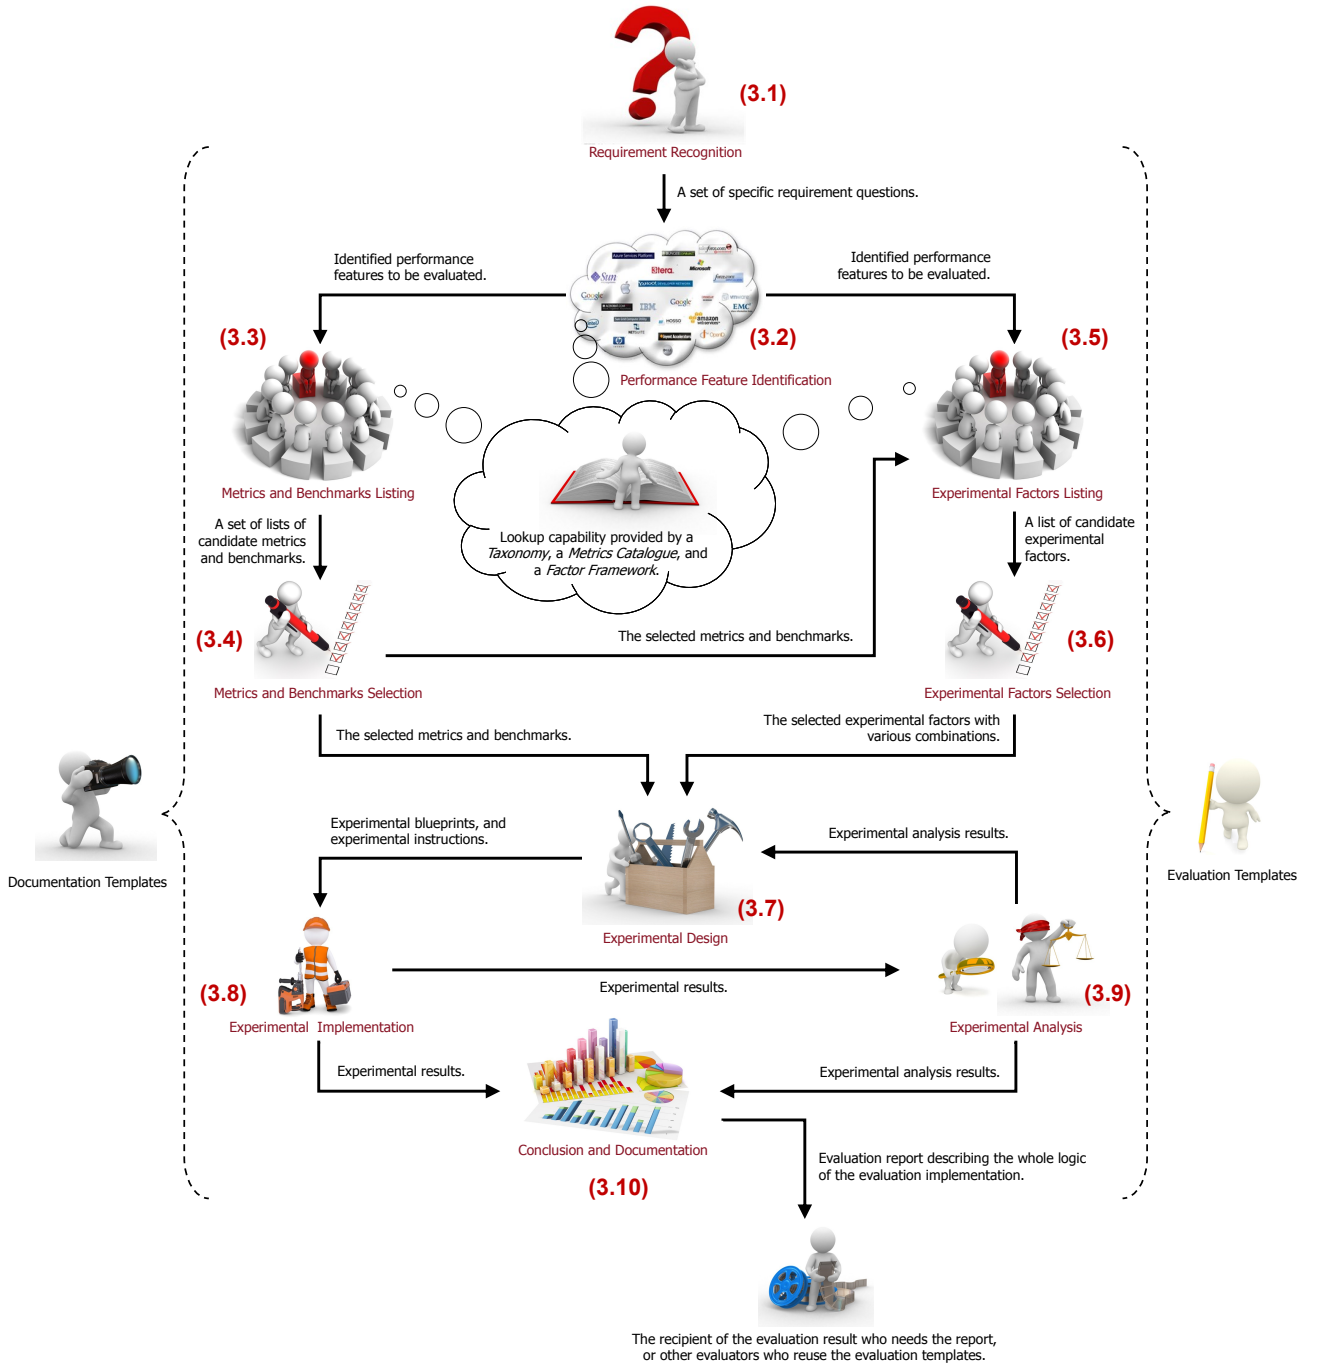 (3.1)
Requirement Recognition
A set of specific requirement questions.
Identified performance
features to be evaluated.
Identified performance
features to be evaluated.
Sun
Microsoft
Google
IBM
Google
EMC
amazon
(3.2)
Performance Feature Identification
(3.3)
(3.5)
Metrics and Benchmarks Listing
Experimental Factors Listing
Lookup capability provided by a
Taxonomy, a Metrics Catalogue, and
a Factor Framework.
A set of lists of
candidate metrics
and benchmarks.
A list of candidate
experimental
factors.
(3.4)
The selected metrics and benchmarks.
(3.6)
Metrics and Benchmarks Selection
Experimental Factors Selection
The selected metrics and benchmarks.
The selected experimental factors with
various combinations.
Documentation Templates
Evaluation Templates
Experimental blueprints, and
experimental instructions.
Experimental analysis results.
(3.7)
Experimental Design
(3.8)
Experimental results.
(3.9)
Experimental Implementation
Experimental Analysis
Experimental results.
Experimental analysis results.
Conclusion and Documentation
(3.10)
Evaluation report describing the whole logic
of the evaluation implementation.
The recipient of the evaluation result who needs the report,
or other evaluators who reuse the evaluation templates.